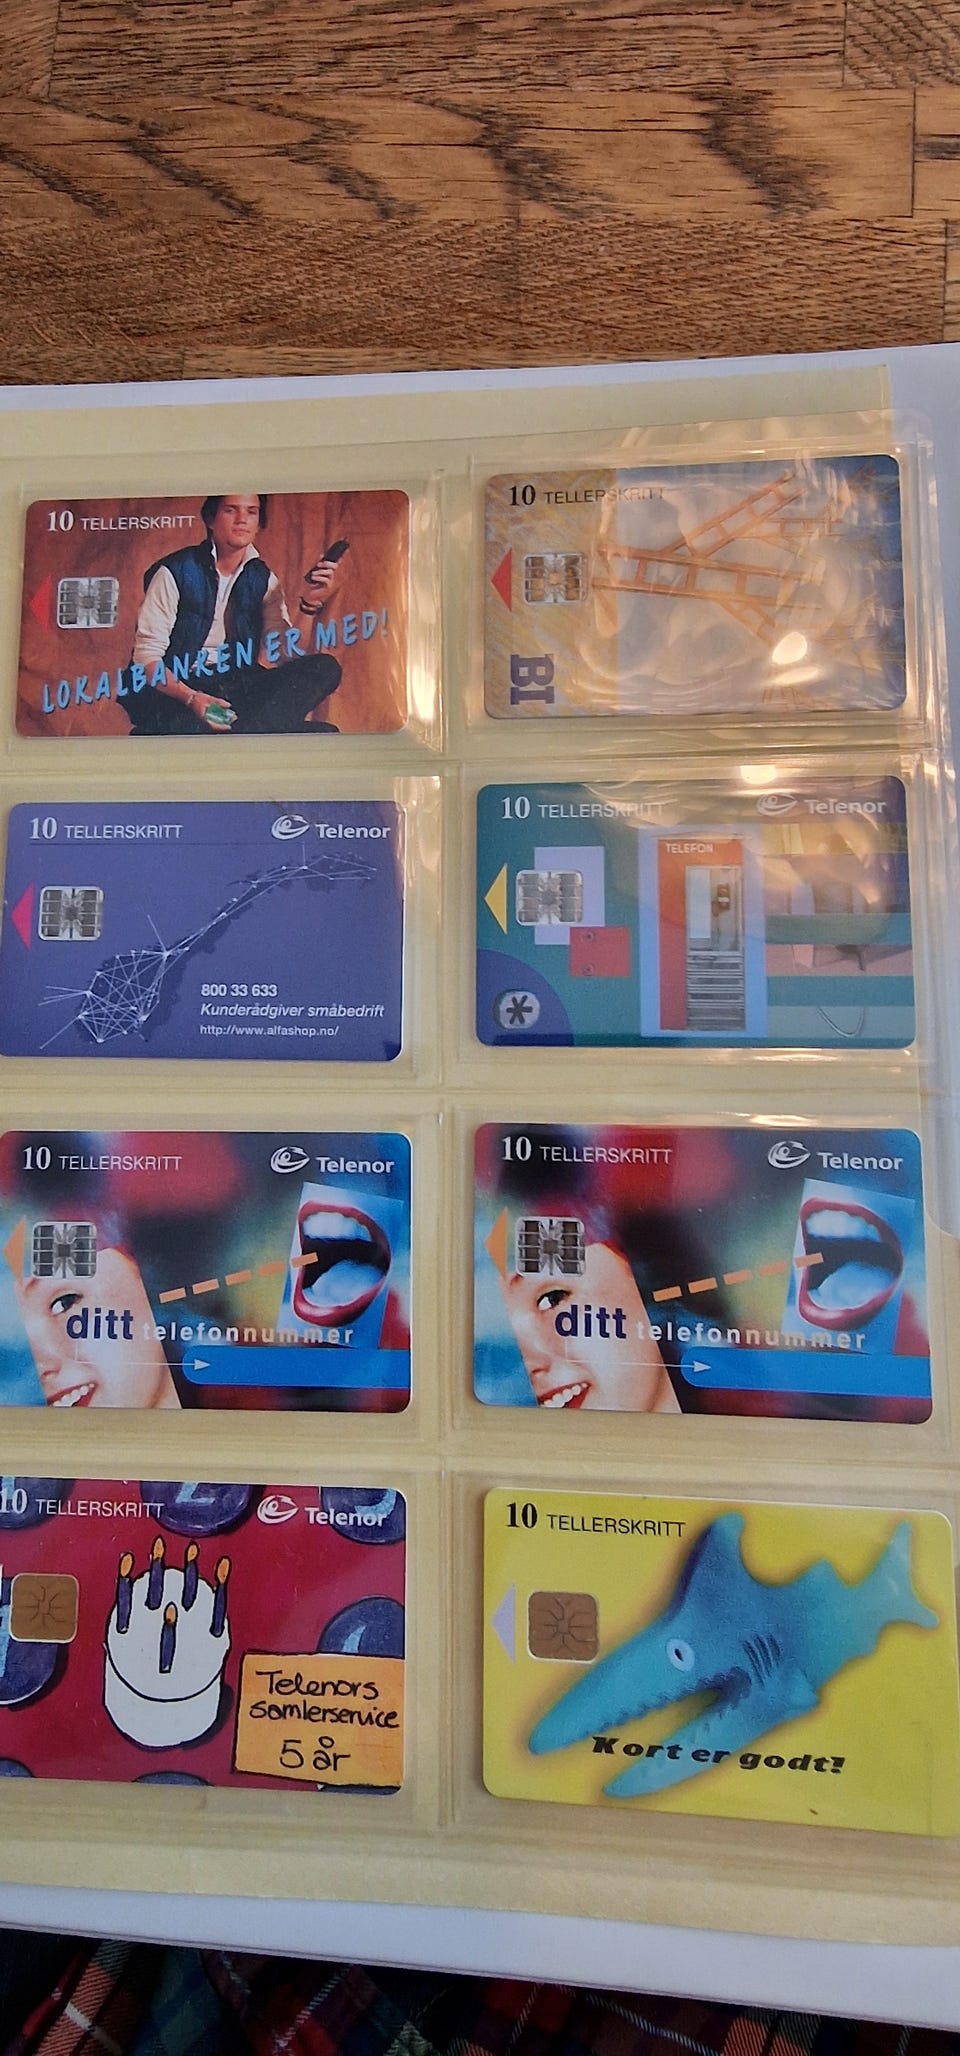 10 TELLERSKRITT
LOKALBANKEN ER MED!
10 TELLERSKRITT
BI
10 TELLERSKRITT
Telenor
800 33 633
Kunderådgiver småbedrift
http://www.alfashop.no/
10 TELLERSKRITT
Telenor
TELEFON
*
10 TELLERSKRITT
Telenor
ditt telefonnummer
10 TELLERSKRITT
Telenor
ditt telefonnummer
10 TELLERSKRITT
Telenor
2
Telenors
samlerservice
5 år
10 TELLERSKRITT
Kort er godt!